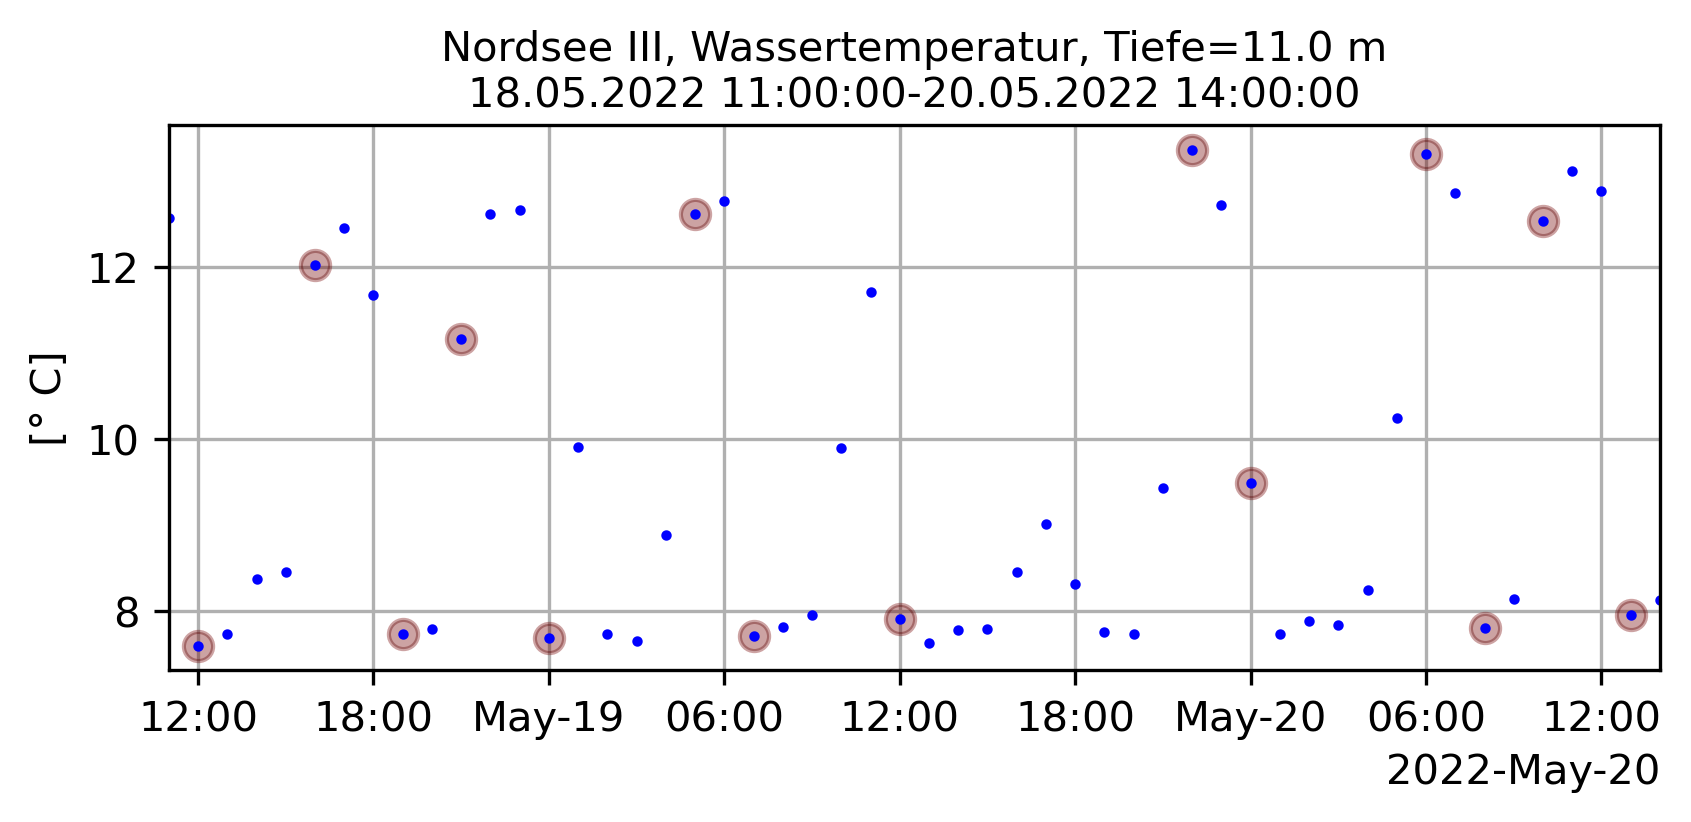 Nordsee III, Wassertemperatur, Tiefe=11.0 m
18.05.2022 11:00:00-20.05.2022 14:00:00
[° C]
12
10
8
12:00 18:00 May-19 06:00 12:00 18:00 May-20 06:00 12:00
2022-May-20